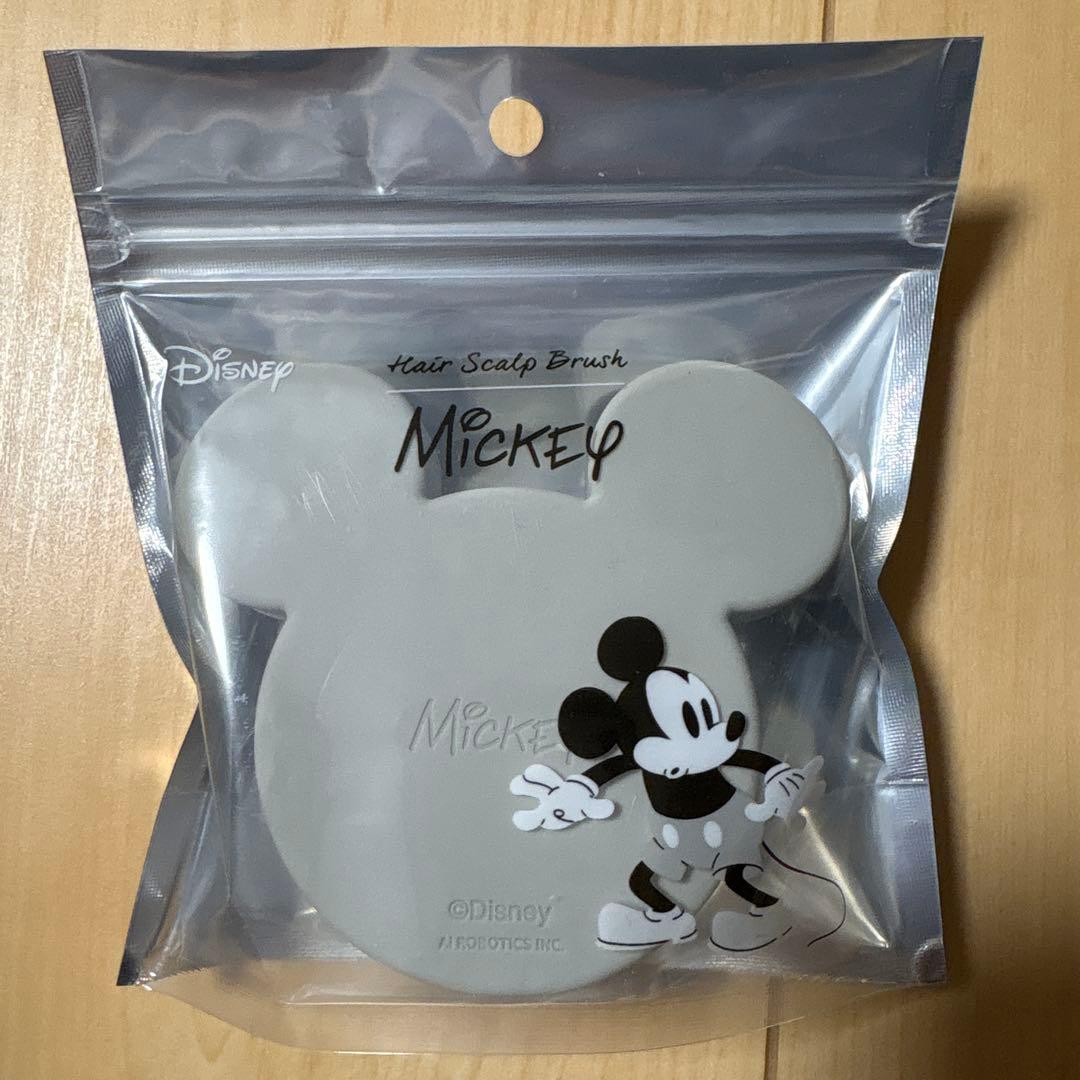 Disney
Hair Scalp Brush
Mickey
Mickey
©Disney
AI ROBOTICS INC.